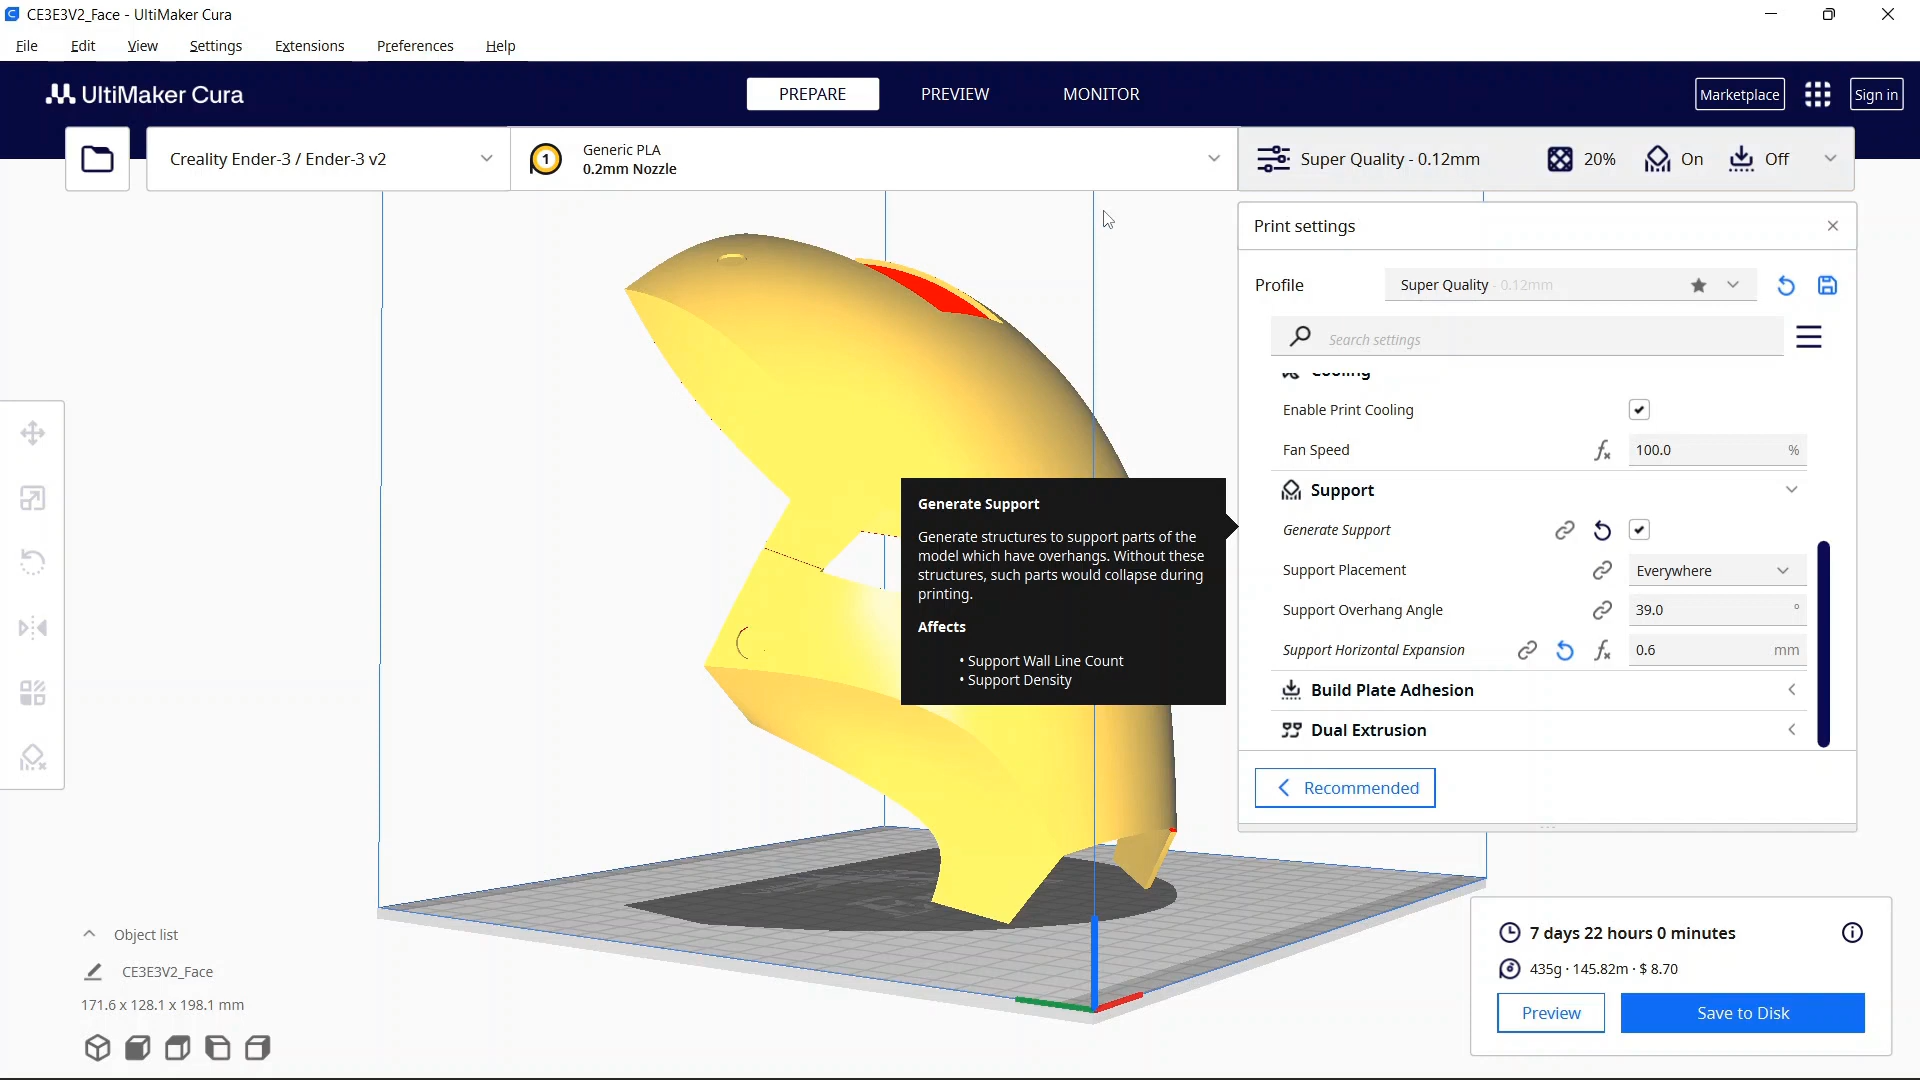 CE3E3V2_Face - UltiMaker Cura
File Edit View Settings Extensions Preferences Help
UltiMaker Cura
PREPARE PREVIEW MONITOR
Marketplace
Sign in
Creality Ender-3 / Ender-3 v2
1
Generic PLA
0.2mm Nozzle
Super Quality - 0.12mm
20%
On
Off
Print settings
Profile
Super Quality - 0.12mm
Search settings
Cooling
Enable Print Cooling
Fan Speed
fx
100.0 %
Support
Generate Support
Support Placement
Everywhere
Support Overhang Angle
39.0 °
Support Horizontal Expansion
fx
0.6 mm
Build Plate Adhesion
Dual Extrusion
Recommended
Generate Support
Generate structures to support parts of the
model which have overhangs. Without these
structures, such parts would collapse during
printing.
Affects
• Support Wall Line Count
• Support Density
Object list
CE3E3V2_Face
171.6 x 128.1 x 198.1 mm
7 days 22 hours 0 minutes
435g · 145.82m · $ 8.70
Preview
Save to Disk